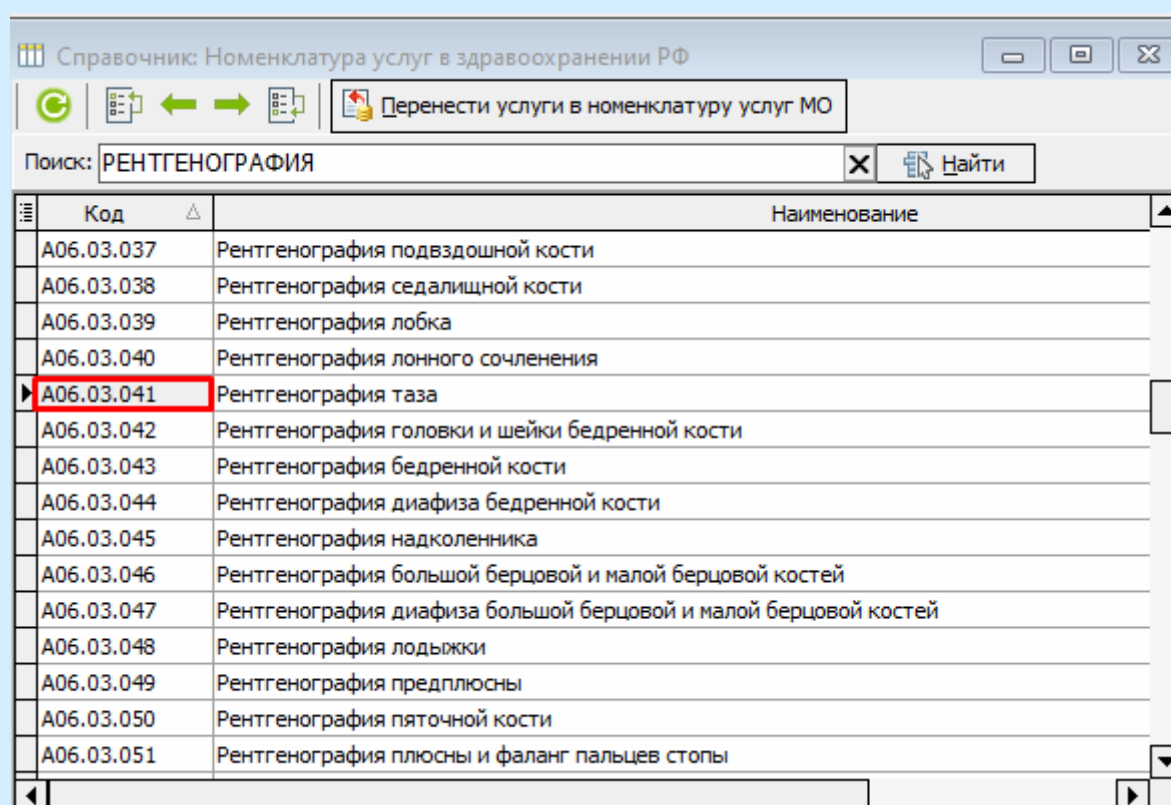 Справочник: Номенклатура услуг в здравоохранении РФ
Перенести услуги в номенклатуру услуг МО
Поиск: РЕНТГЕНОГРАФИЯ Найти
Код Наименование
A06.03.037 Рентгенография подвздошной кости
A06.03.038 Рентгенография седалищной кости
A06.03.039 Рентгенография лобка
A06.03.040 Рентгенография лонного сочленения
A06.03.041 Рентгенография таза
A06.03.042 Рентгенография головки и шейки бедренной кости
A06.03.043 Рентгенография бедренной кости
A06.03.044 Рентгенография диафиза бедренной кости
A06.03.045 Рентгенография надколенника
A06.03.046 Рентгенография большой берцовой и малой берцовой костей
A06.03.047 Рентгенография диафиза большой берцовой и малой берцовой костей
A06.03.048 Рентгенография лодыжки
A06.03.049 Рентгенография предплюсны
A06.03.050 Рентгенография пяточной кости
A06.03.051 Рентгенография плюсны и фаланг пальцев стопы